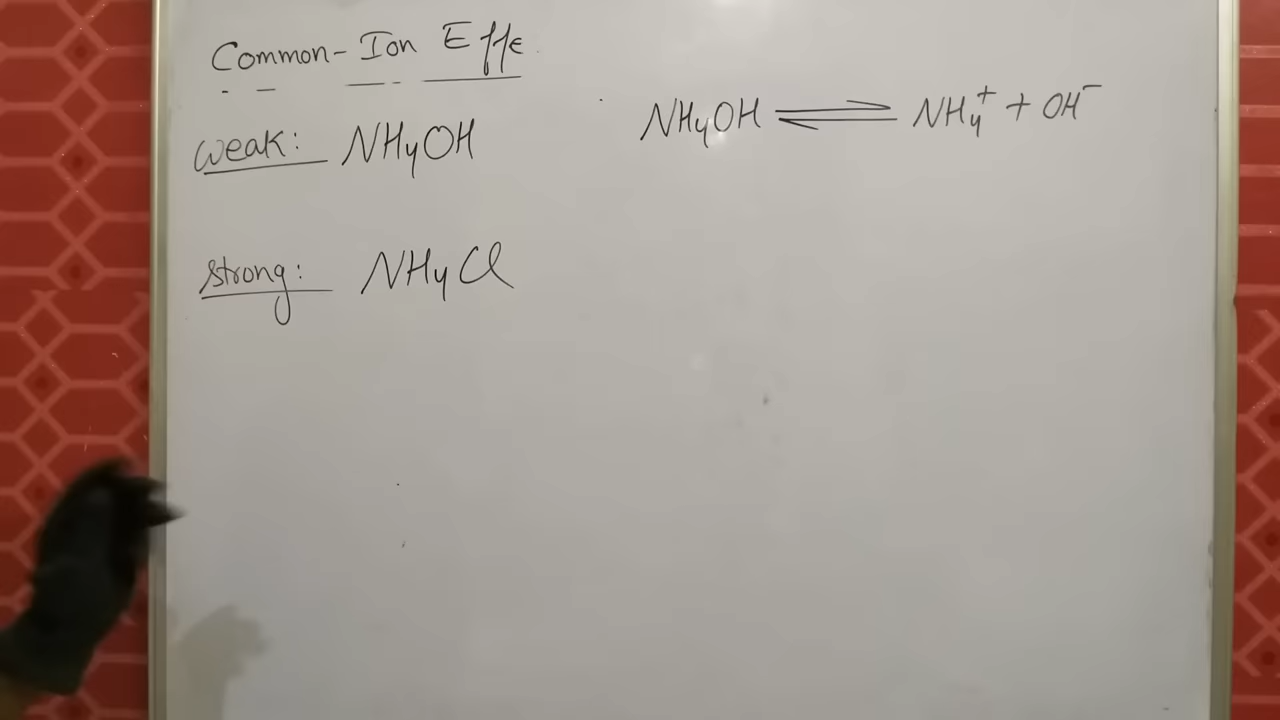 Common-Ion Effe
weak: NH4OH
NH4OH ⇌ NH4+ + OH-
strong: NH4Cl